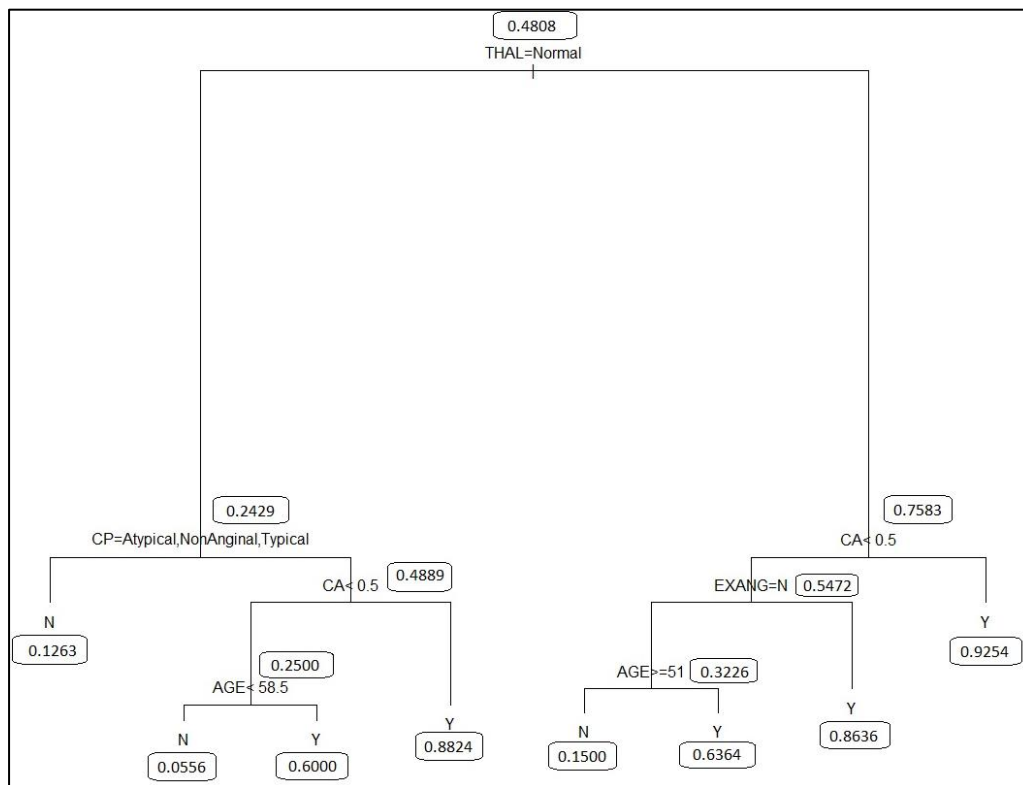 0.4808
THAL=Normal
0.2429
CP=Atypical,NonAnginal,Typical
0.7583
CA< 0.5
CA< 0.5
0.4889
EXANG=N
0.5472
N
0.1263
Y
0.9254
0.2500
AGE< 58.5
AGE>=51
0.3226
N
0.0556
Y
0.6000
Y
0.8824
N
0.1500
Y
0.6364
Y
0.8636